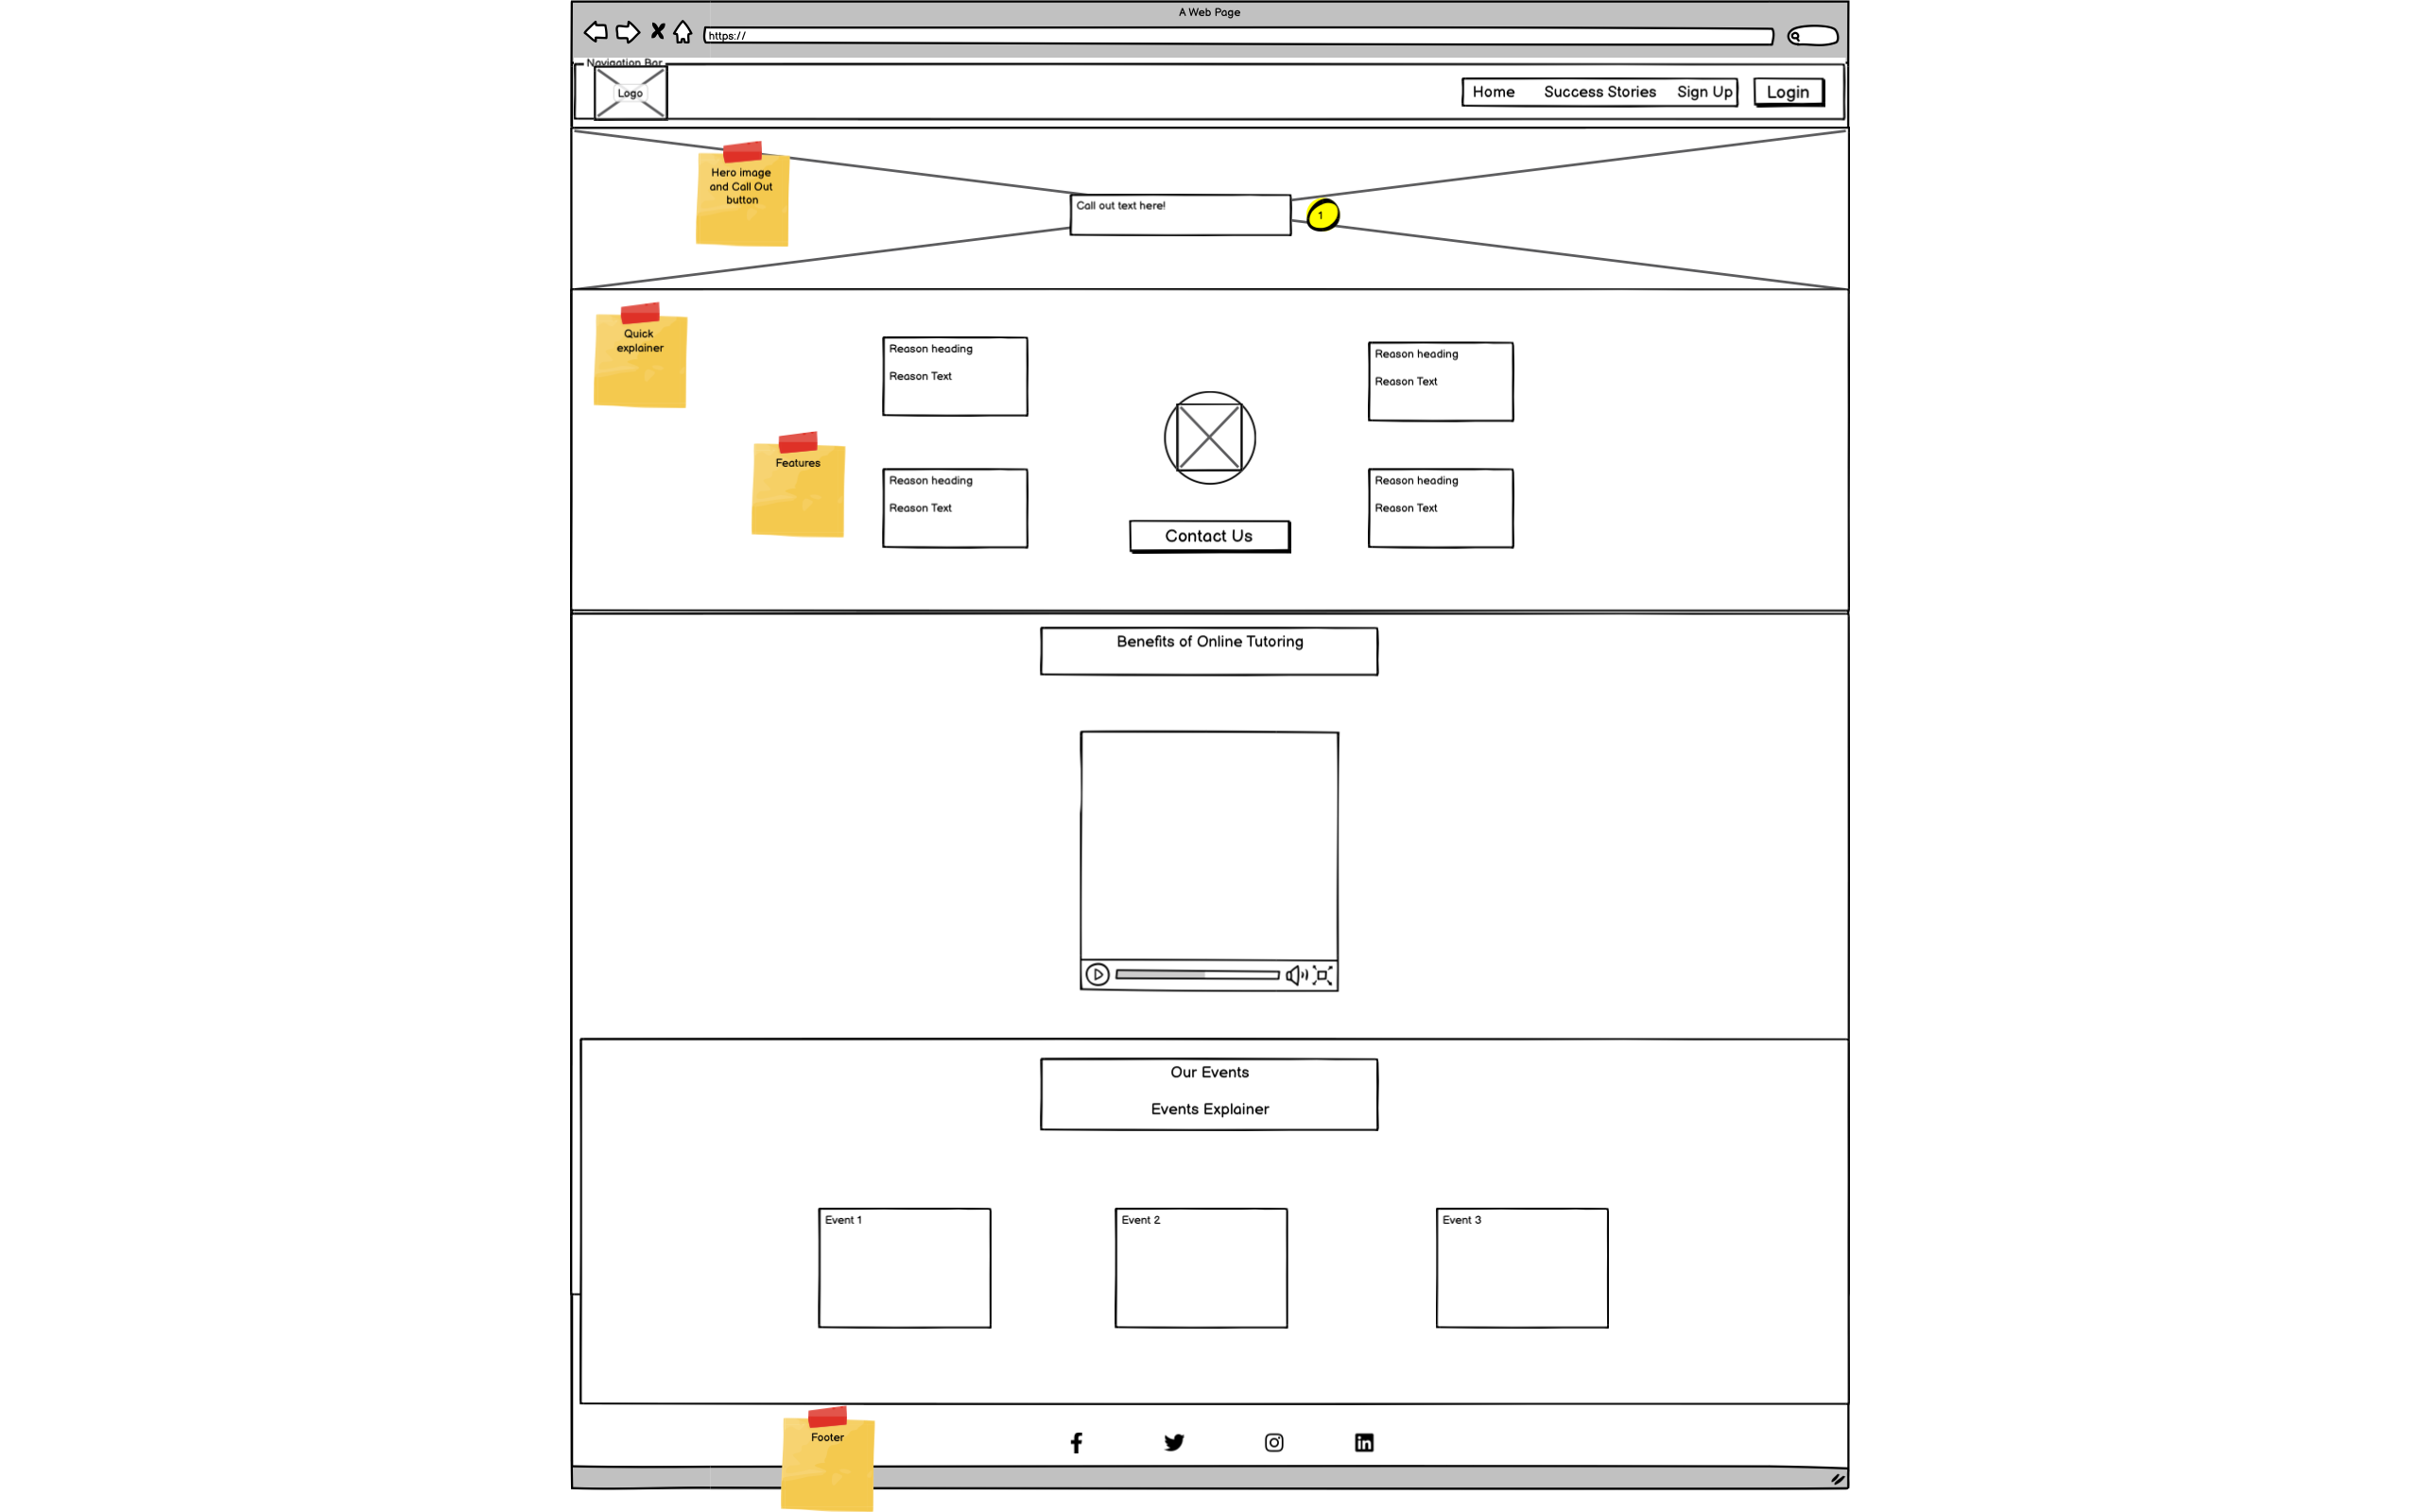 A Web Page
https://
Navigation Bar
Logo
Home Success Stories Sign Up Login
Hero image
and Call Out
button
Call out text here!
1
Quick
explainer
Reason heading
Reason Text
Reason heading
Reason Text
Features
Reason heading
Reason Text
Reason heading
Reason Text
Contact Us
Benefits of Online Tutoring
Our Events
Events Explainer
Event 1
Event 2
Event 3
Footer